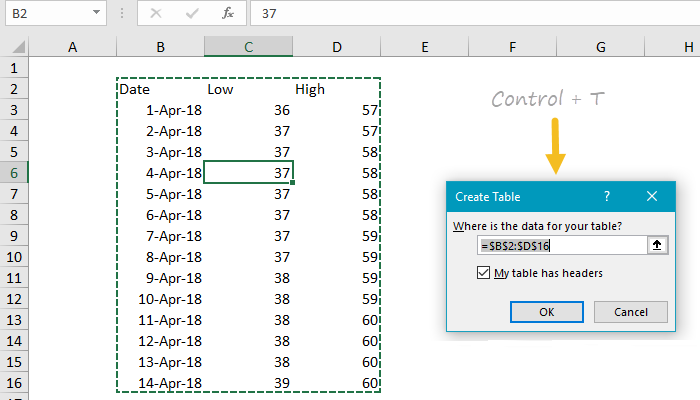 B2 fx 37
A B C D E F G H
1
2 Date Low High
3 1-Apr-18 36 57
4 2-Apr-18 37 57
5 3-Apr-18 37 58
6 4-Apr-18 37 58
7 5-Apr-18 37 58
8 6-Apr-18 37 58
9 7-Apr-18 37 59
10 8-Apr-18 37 59
11 9-Apr-18 38 59
12 10-Apr-18 38 59
13 11-Apr-18 38 60
14 12-Apr-18 38 60
15 13-Apr-18 38 60
16 14-Apr-18 39 60
Control + T
Create Table ?
Where is the data for your table?
=$B$2:$D$16
My table has headers
OK Cancel